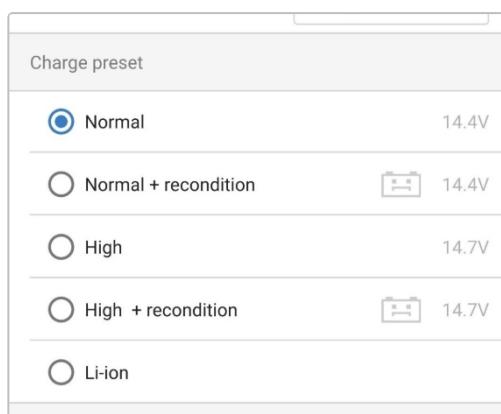 Charge preset
Normal 14.4V
Normal + recondition 14.4V
High 14.7V
High + recondition 14.7V
Li-ion